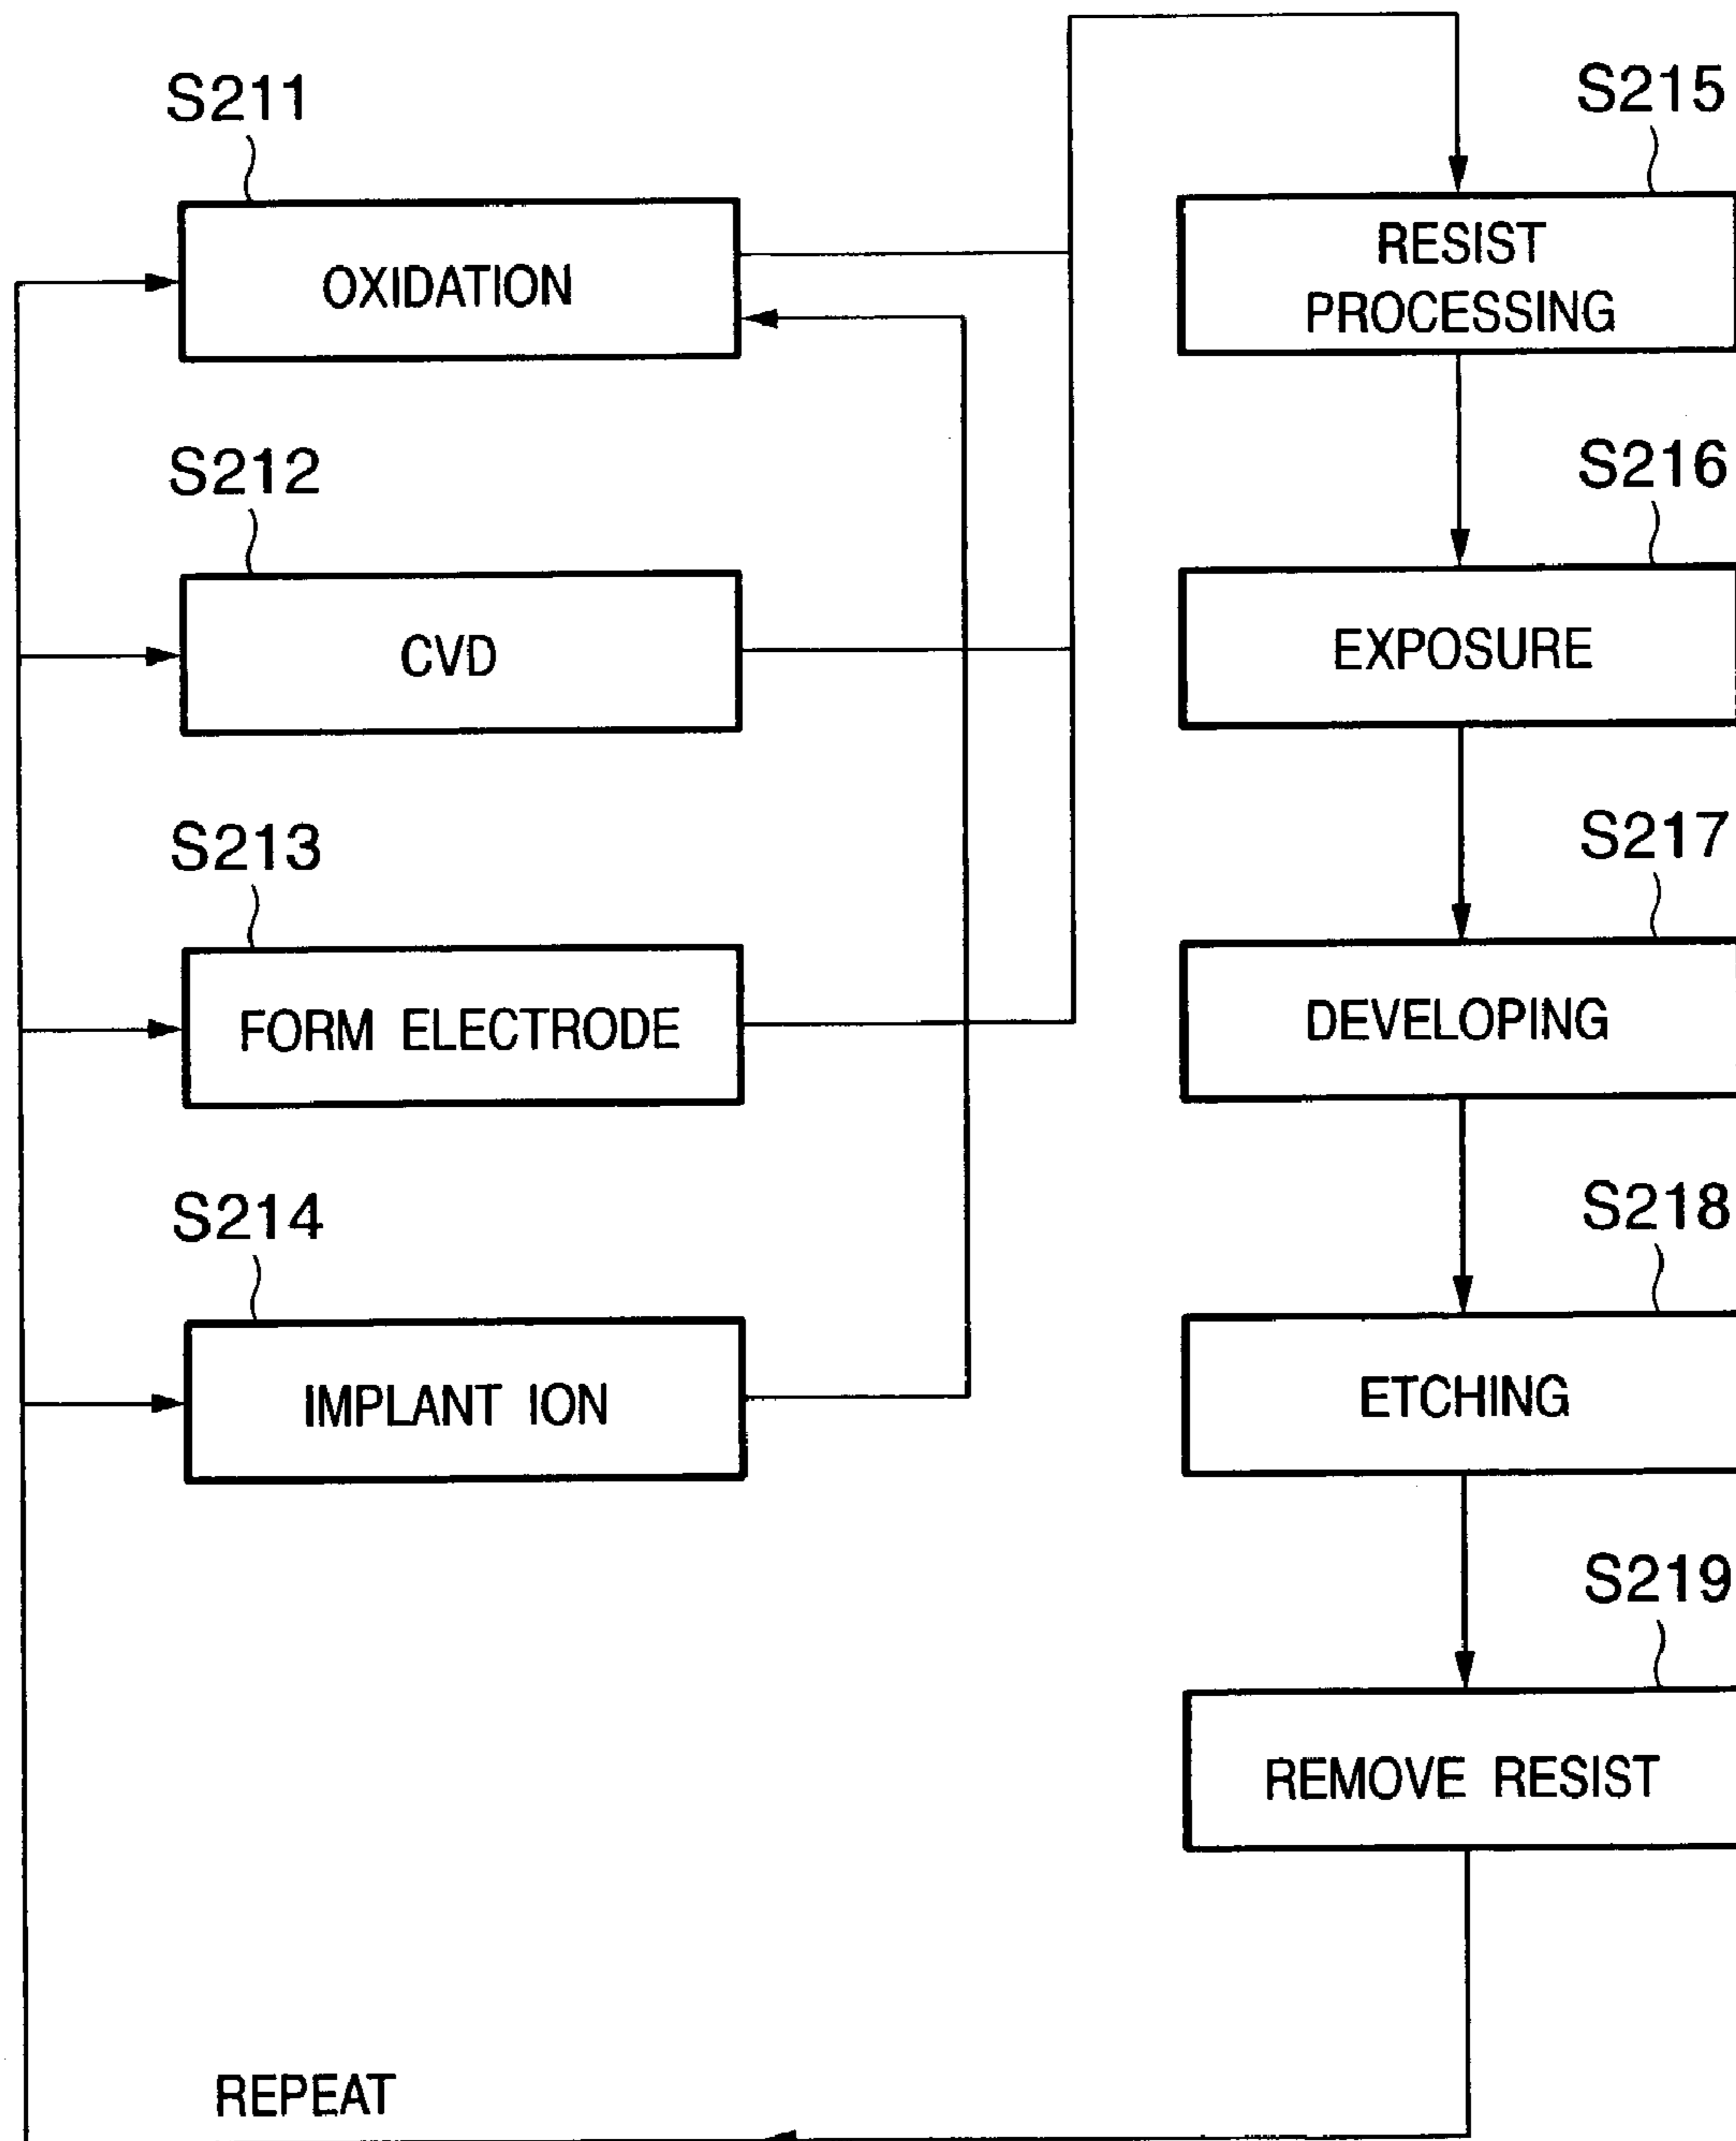 S211
OXIDATION
S212
CVD
S213
FORM ELECTRODE
S214
IMPLANT ION
S215
RESIST
PROCESSING
S216
EXPOSURE
S217
DEVELOPING
S218
ETCHING
S219
REMOVE RESIST
REPEAT